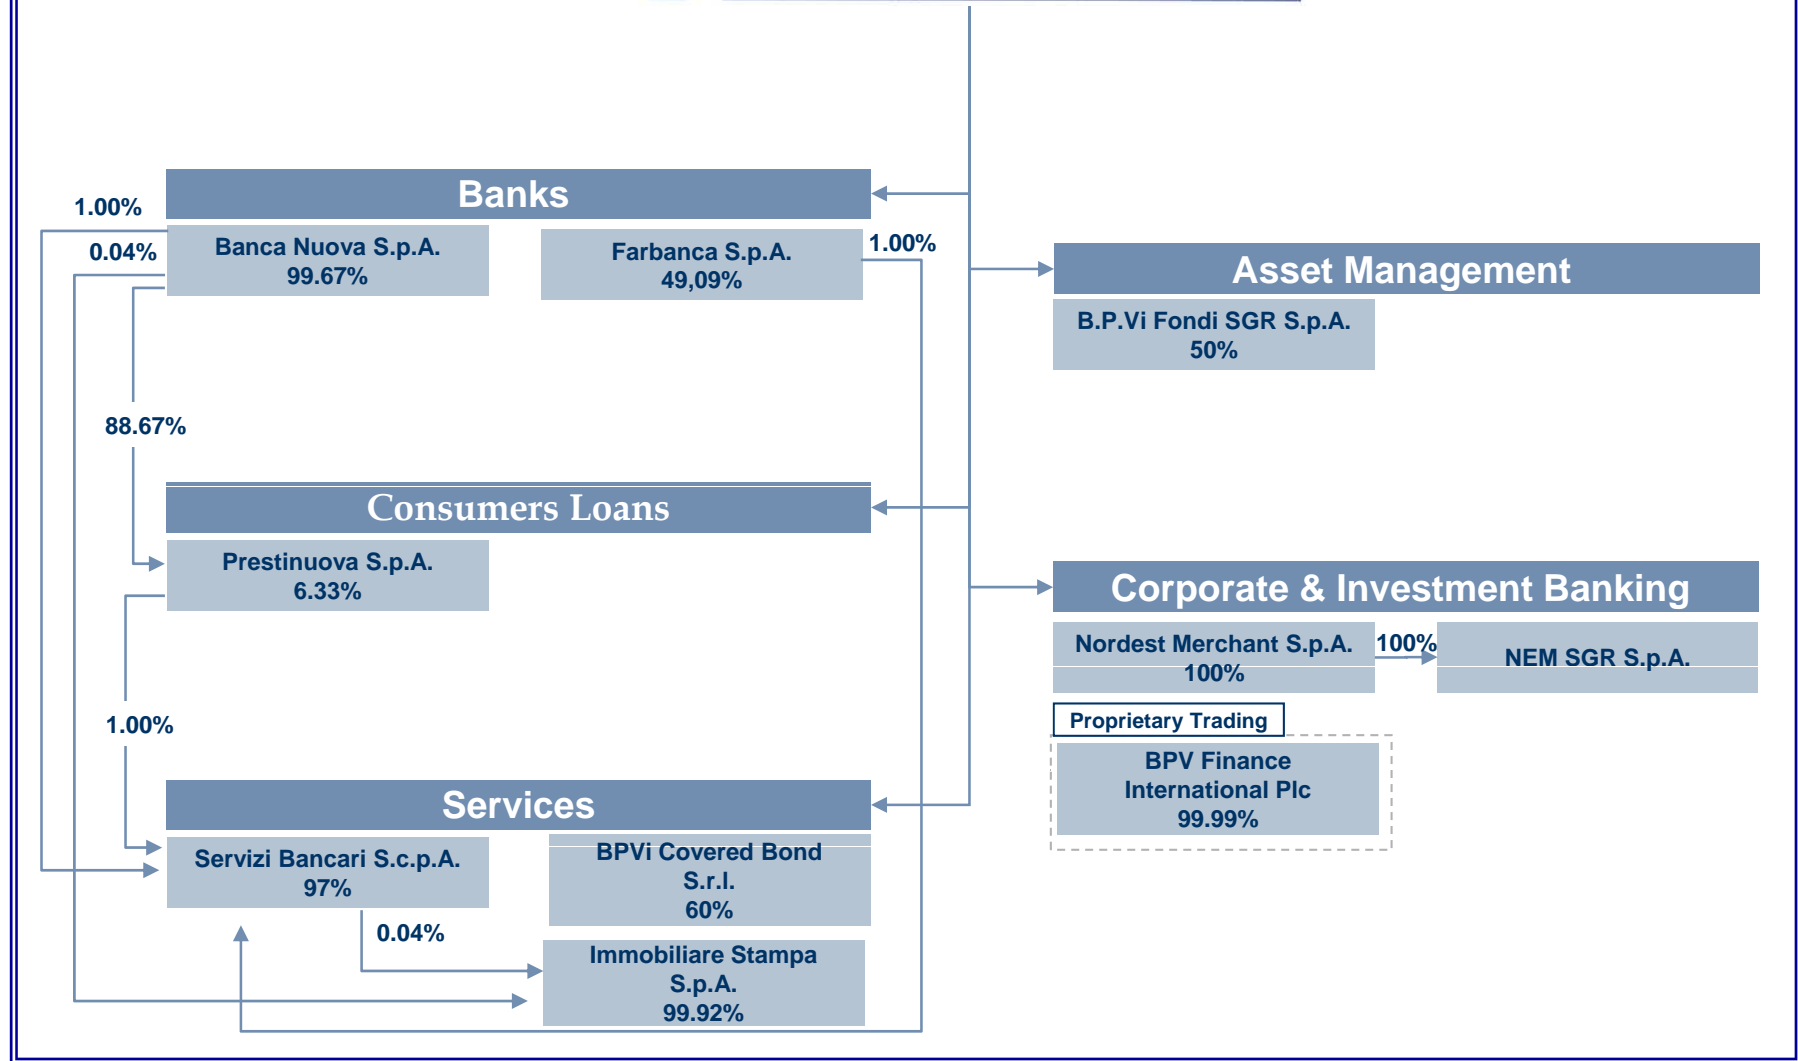 Banks
1.00%
0.04%
Banca Nuova S.p.A.
99.67%
Farbanca S.p.A.
49,09%
1.00%
Asset Management
B.P.Vi Fondi SGR S.p.A.
50%
88.67%
Consumers Loans
Prestinuova S.p.A.
6.33%
Corporate & Investment Banking
Nordest Merchant S.p.A.
100%
100%
NEM SGR S.p.A.
Proprietary Trading
BPV Finance
International Plc
99.99%
1.00%
Services
Servizi Bancari S.c.p.A.
97%
BPVi Covered Bond
S.r.l.
60%
0.04%
Immobiliare Stampa
S.p.A.
99.92%